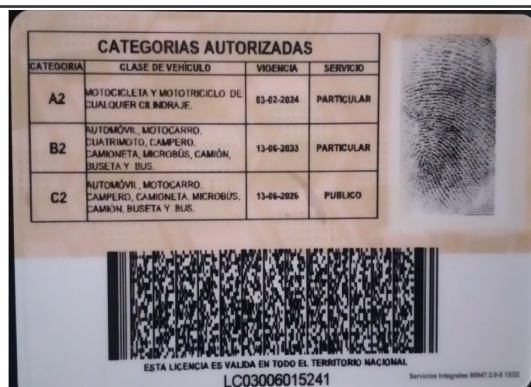 CATEGORIAS AUTORIZADAS
CATEGORIA CLASE DE VEHÍCULO VIGENCIA SERVICIO
A2 MOTOCICLETA Y MOTOTRICICLO DE CUALQUIER CILINDRAJE. 03-02-2024 PARTICULAR
B2 AUTOMÓVIL, MOTOCARRO, CUATRIMOTO, CAMPERO, CAMIONETA, MICROBÚS, CAMIÓN, BUSETA Y BUS. 13-06-2033 PARTICULAR
C2 AUTOMÓVIL, MOTOCARRO, CAMPERO, CAMIONETA, MICROBÚS, CAMIÓN, BUSETA Y BUS. 13-06-2026 PUBLICO
ESTA LICENCIA ES VALIDA EN TODO EL TERRITORIO NACIONAL
LC03006015241
Servicios Integrales